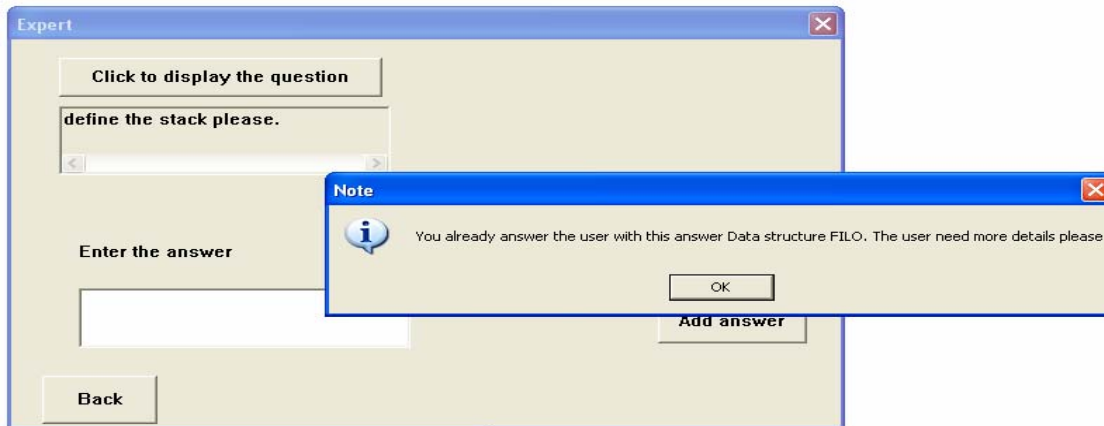 Expert
Click to display the question
define the stack please.
Note
You already answer the user with this answer Data structure FILO. The user need more details please
OK
Enter the answer
Add answer
Back